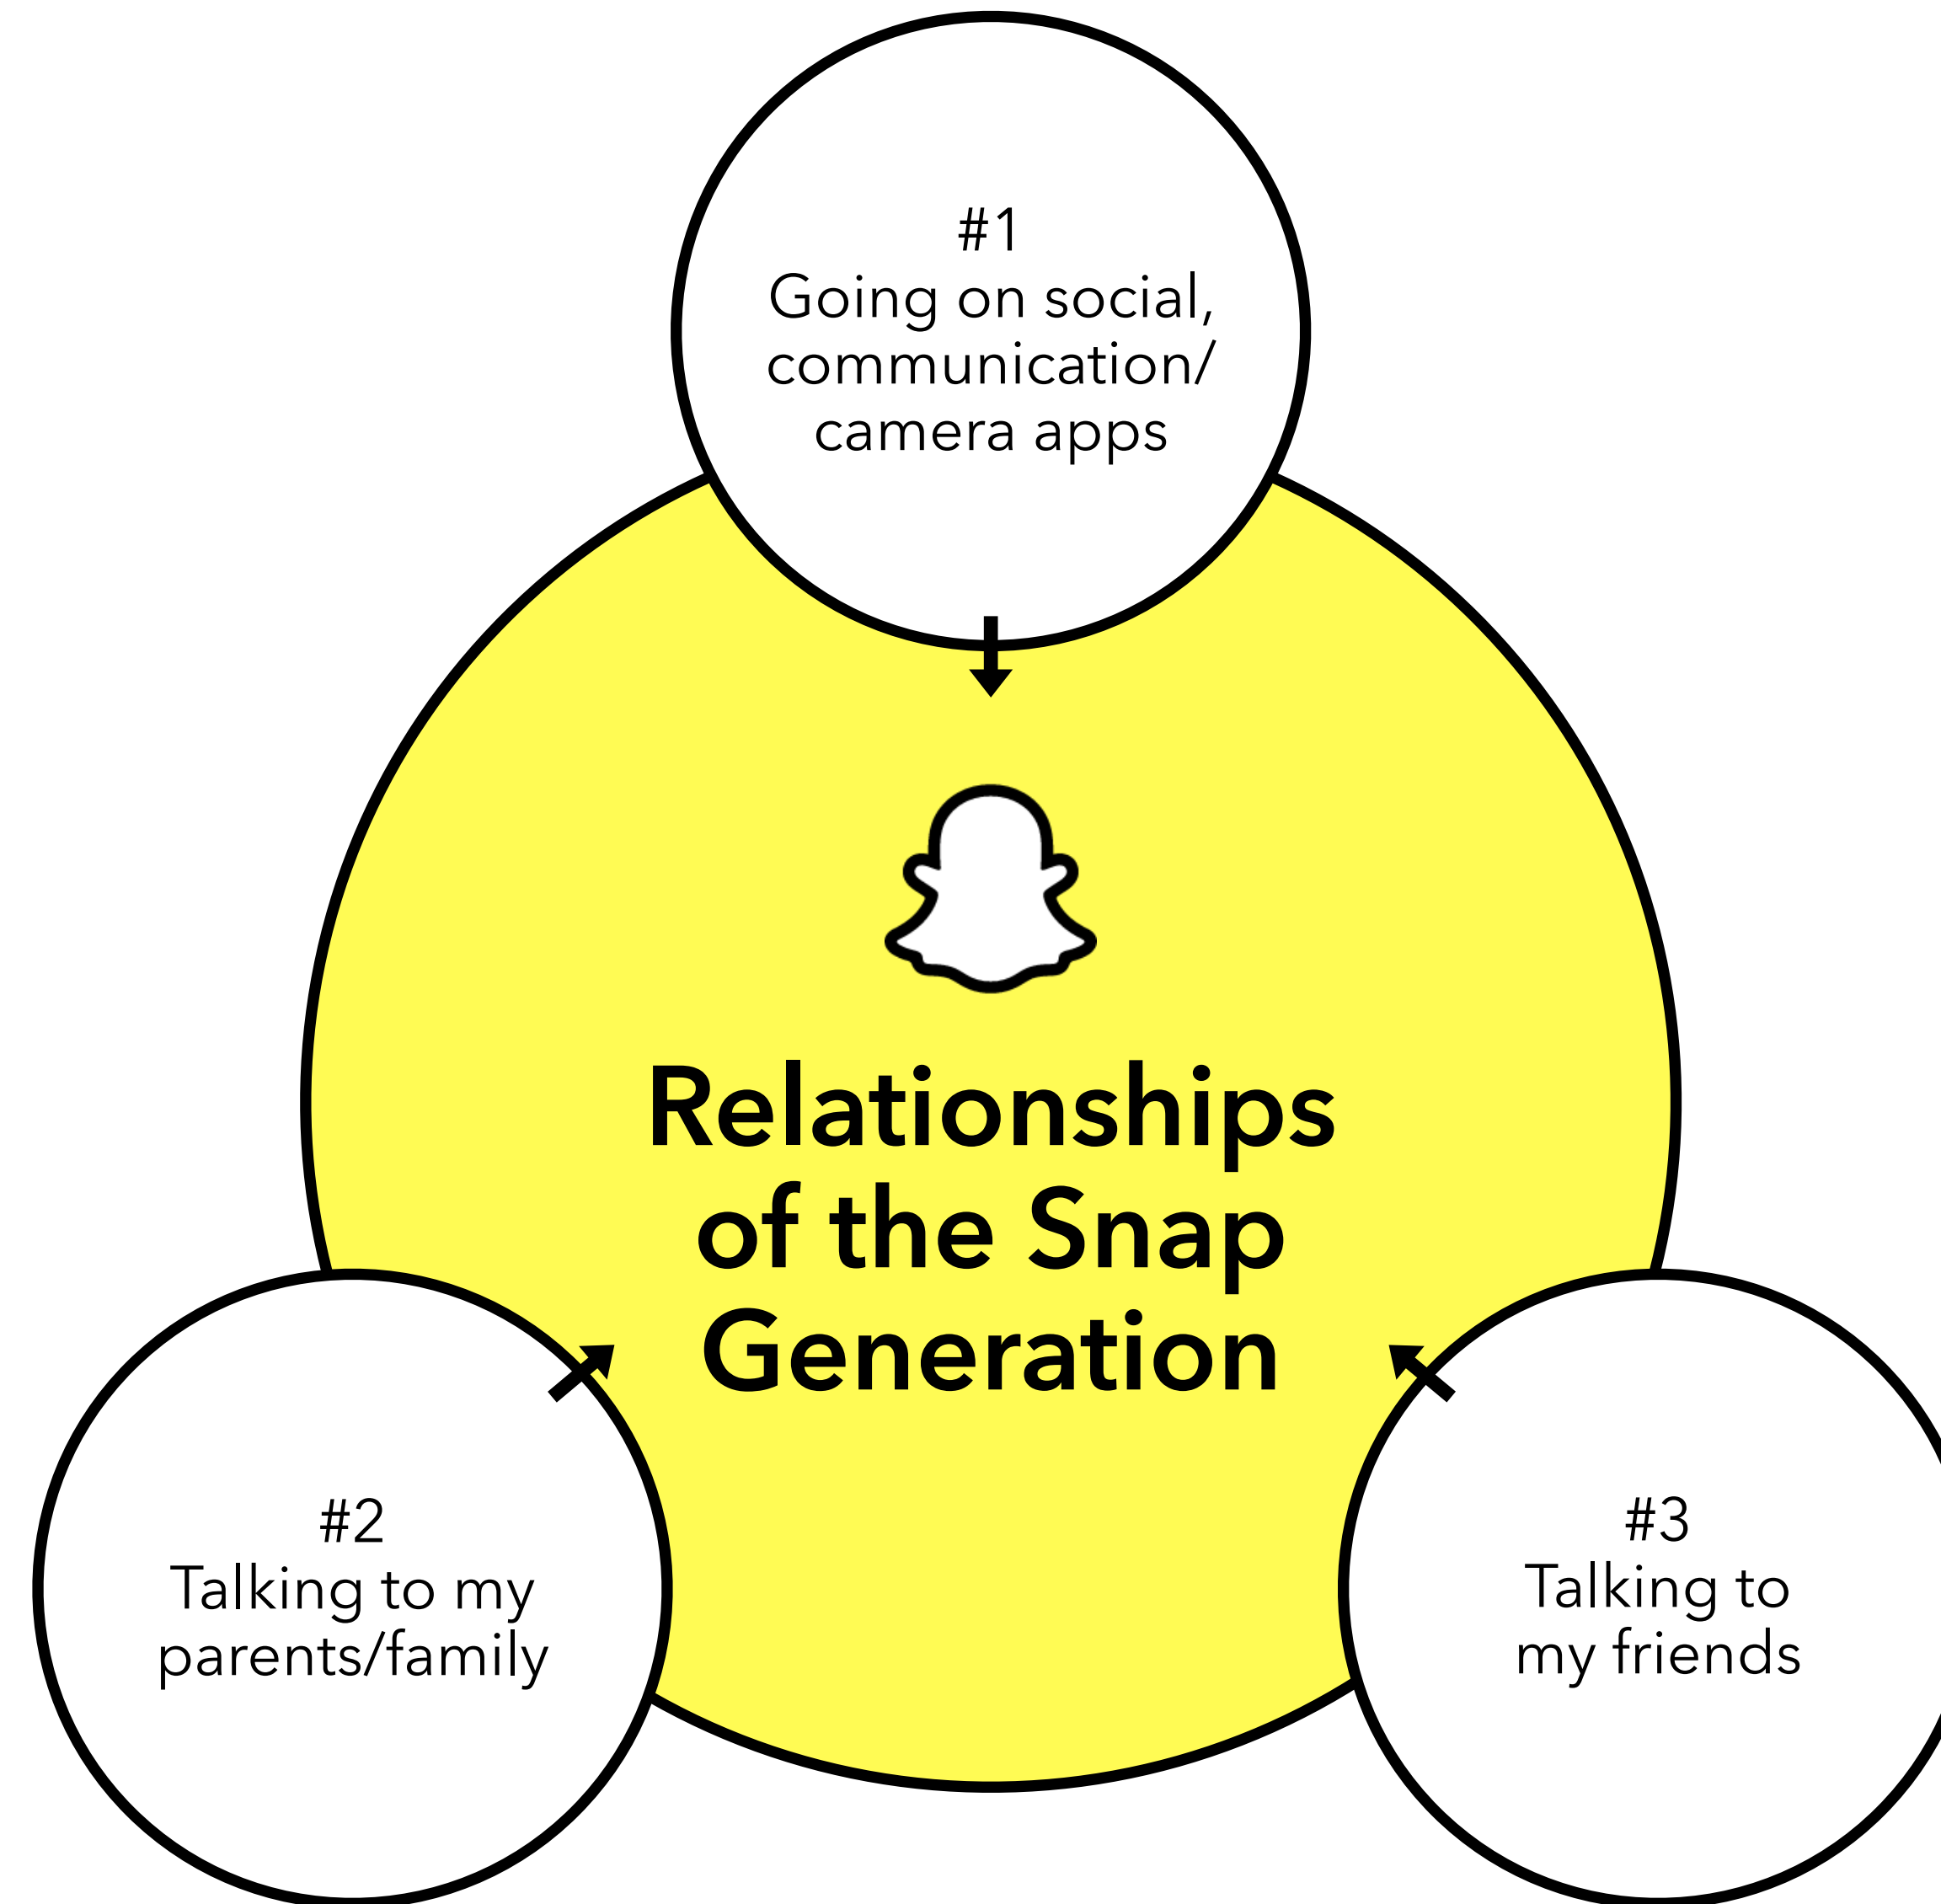 #1
Going on social,
communication/
camera apps
Relationships
of the Snap
Generation
#2
Talking to my
parents/family
#3
Talking to
my friends